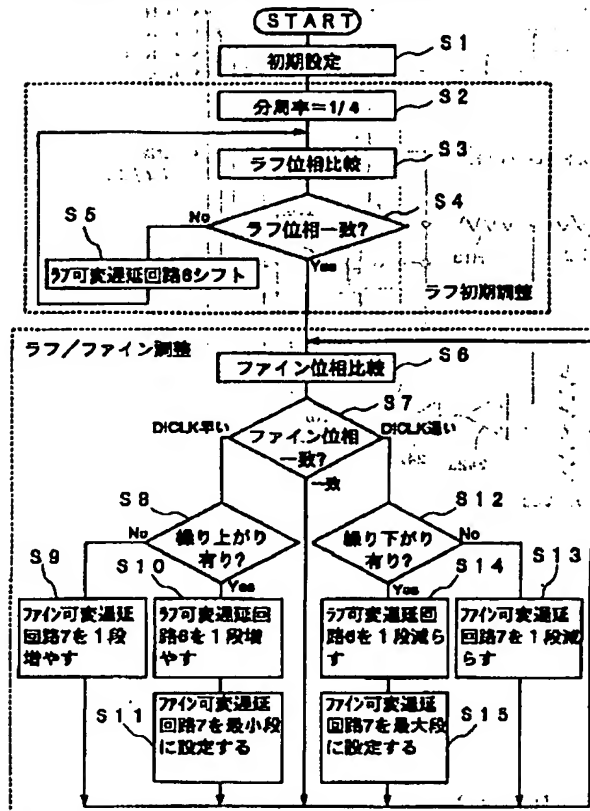 START
S1
初期設定
S2
分周率=1/4
S3
ラフ位相比較
S4
ラフ位相一致?
No
Yes
S5
ラフ可変遅延回路6シフト
ラフ初期調整
ラフ/ファイン調整
S6
ファイン位相比較
S7
ファイン位相
一致?
DICLK早い
DICLK遅い
一致
S8
繰り上がり
有り?
No
Yes
S12
繰り下がり
有り?
Yes
No
S9
ファイン可変遅延
回路7を1段
増やす
S10
ラフ可変遅延回
路6を1段増
やす
S14
ラフ可変遅延回
路6を1段減
らす
S13
ファイン可変遅延
回路7を1段減
らす
S11
ファイン可変遅延
回路7を最小段
に設定する
S15
ファイン可変遅延
回路7を最大段
に設定する